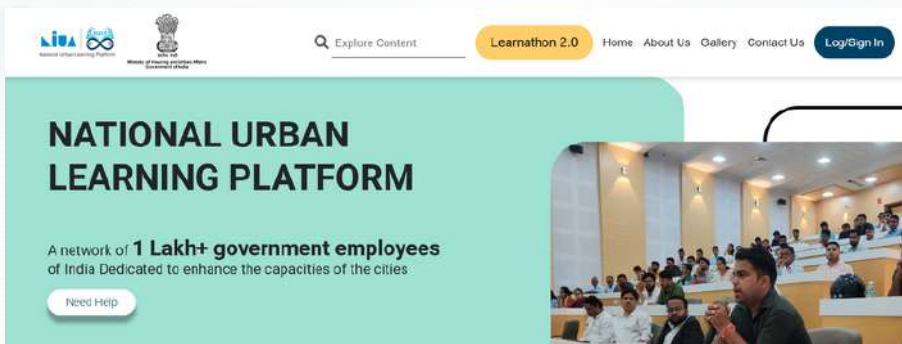 NIUA
National Urban Learning Platform
Ministry of Housing and Urban Affairs
Government of India
Explore Content
Learnathon 2.0
Home
About Us
Gallery
Contact Us
Log/Sign In
NATIONAL URBAN
LEARNING PLATFORM
A network of 1 Lakh+ government employees
of India Dedicated to enhance the capacities of the cities
Need Help